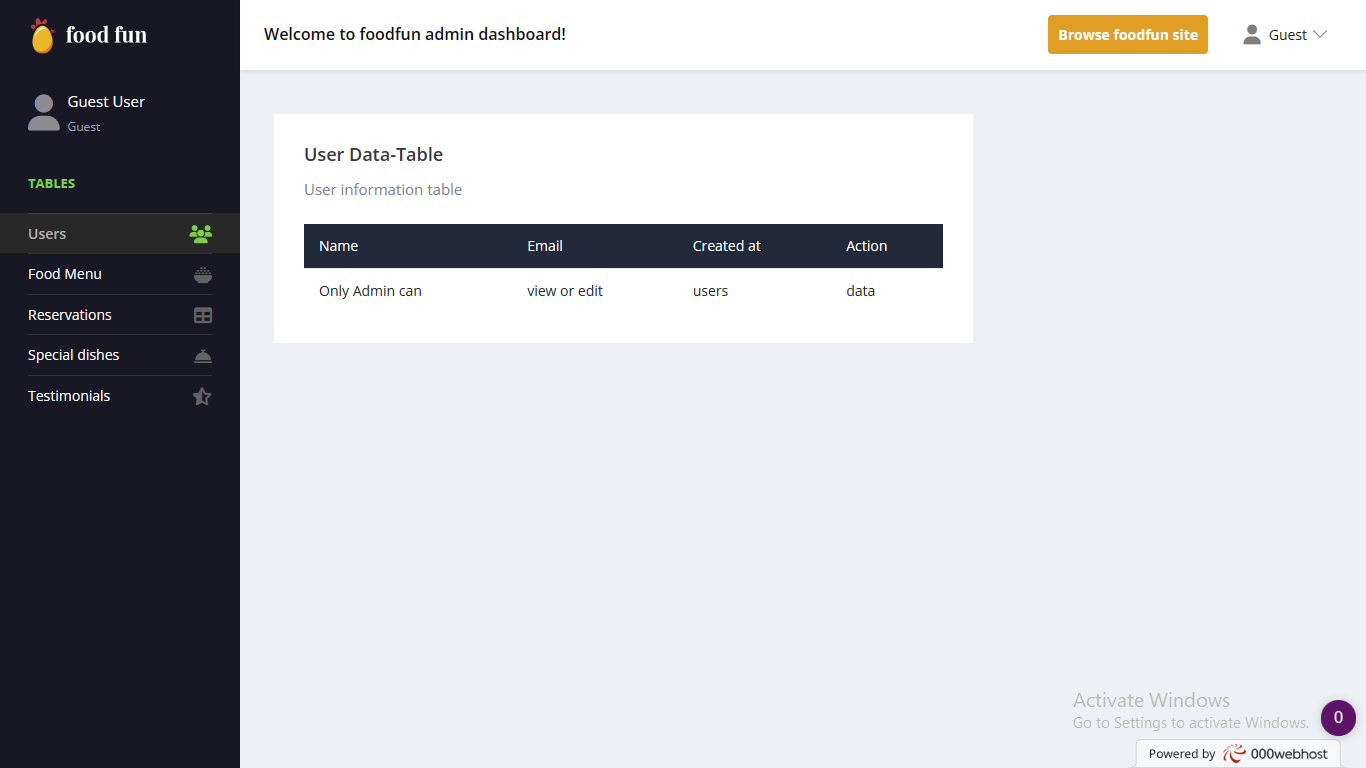 food fun
Welcome to foodfun admin dashboard!
Browse foodfun site
Guest
Guest User
Guest
TABLES
Users
Food Menu
Reservations
Special dishes
Testimonials
User Data-Table
User information table
Name Email Created at Action
Only Admin can view or edit users data
Activate Windows
Go to Settings to activate Windows.
0
Powered by 000webhost